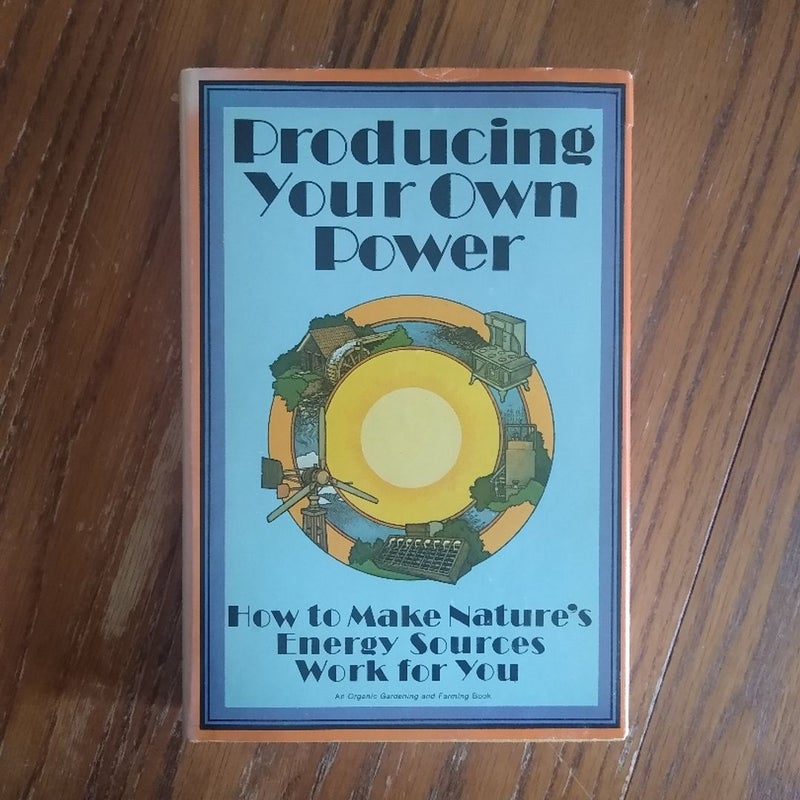 Producing
Your Own
Power
How to Make Nature's
Energy Sources
Work for You
An Organic Gardening and Farming Book